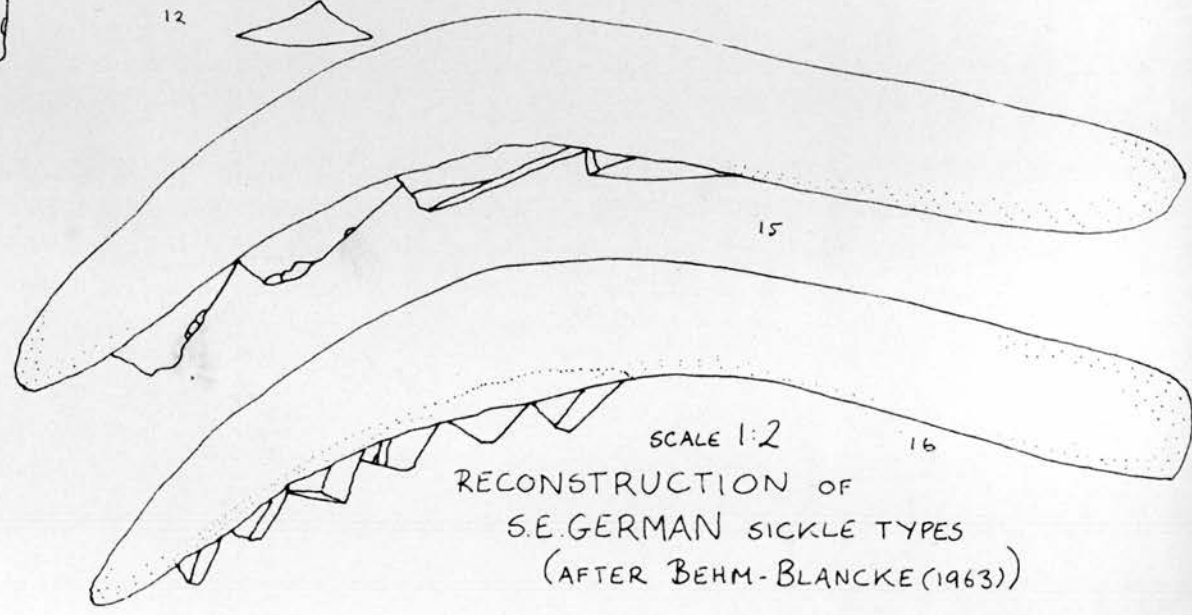 12
15
SCALE 1:2
16
RECONSTRUCTION OF
S.E. GERMAN SICKLE TYPES
(AFTER BEHM-BLANCKE (1963))